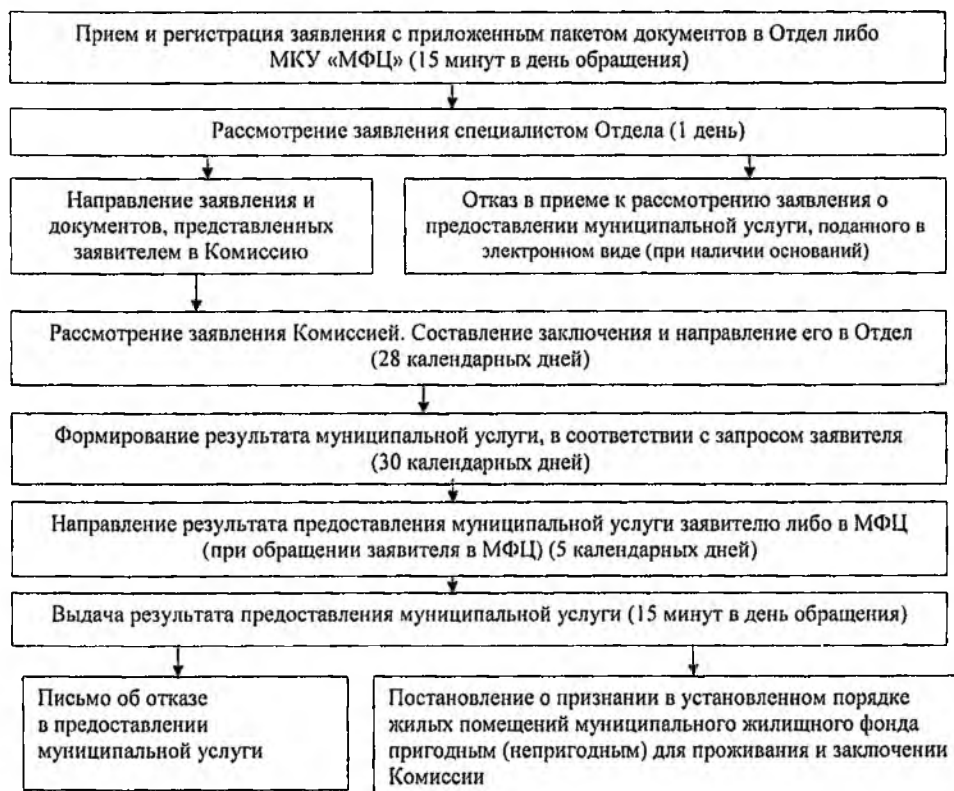 Прием и регистрация заявления с приложенным пакетом документов в Отдел либо
МКУ «МФЦ» (15 минут в день обращения)
Рассмотрение заявления специалистом Отдела (1 день)
Направление заявления и
документов, представленных
заявителем в Комиссию
Отказ в приеме к рассмотрению заявления о
предоставлении муниципальной услуги, поданного в
электронном виде (при наличии оснований)
Рассмотрение заявления Комиссией. Составление заключения и направление его в Отдел
(28 календарных дней)
Формирование результата муниципальной услуги, в соответствии с запросом заявителя
(30 календарных дней)
Направление результата предоставления муниципальной услуги заявителю либо в МФЦ
(при обращении заявителя в МФЦ) (5 календарных дней)
Выдача результата предоставления муниципальной услуги (15 минут в день обращения)
Письмо об отказе
в предоставлении
муниципальной услуги
Постановление о признании в установленном порядке
жилых помещений муниципального жилищного фонда
пригодным (непригодным) для проживания и заключении
Комиссии